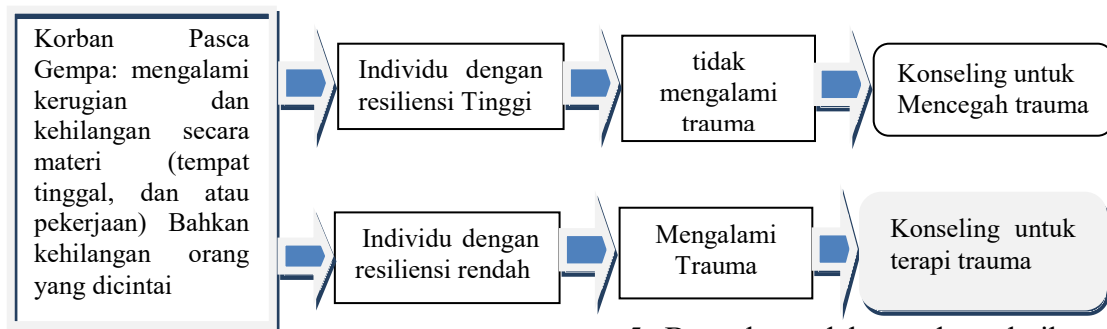 Korban Pasca
Gempa: mengalami
kerugian dan
kehilangan secara
materi (tempat
tinggal, dan atau
pekerjaan) Bahkan
kehilangan orang
yang dicintai
Individu dengan
resiliensi Tinggi
tidak
mengalami
trauma
Konseling untuk
Mencegah trauma
Individu dengan
resiliensi rendah
Mengalami
Trauma
Konseling untuk
terapi trauma